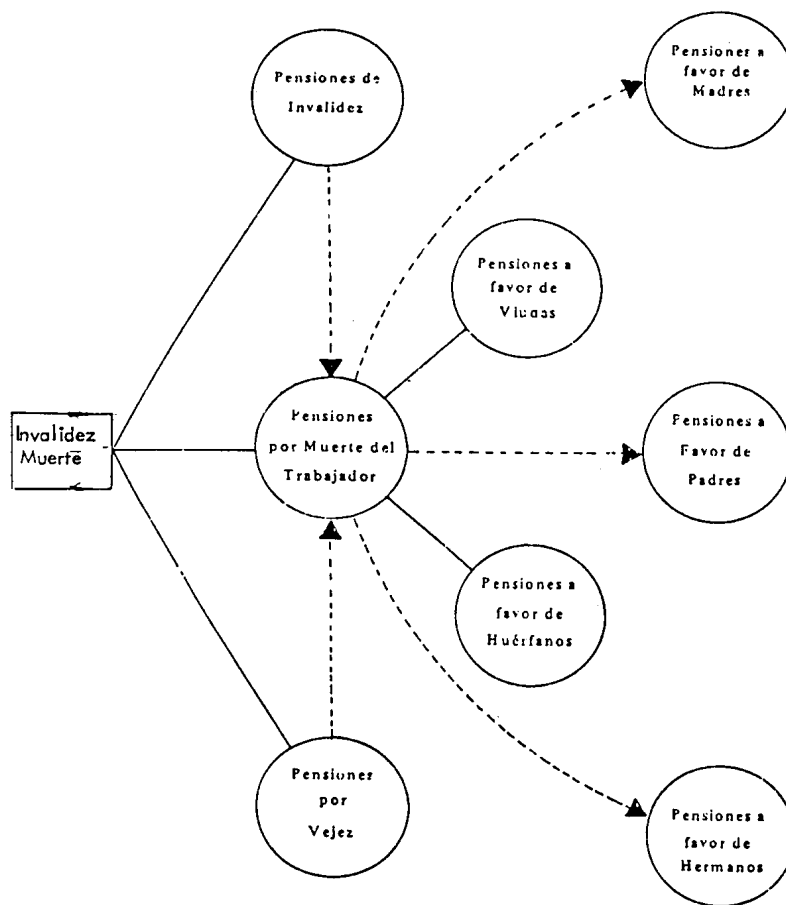 Pensiones de
Invalidez
Pensioner a
favor de
Madres
Pensiones a
favor de
Viudas
Invalidez
Muerte
Pensiones
por Muerte del
Trabajador
Pensiones a
Favor de
Padres
Pensiones a
favor de
Huérfanos
Pensiones
por
Vejez
Pensiones a
favor de
Hermanos